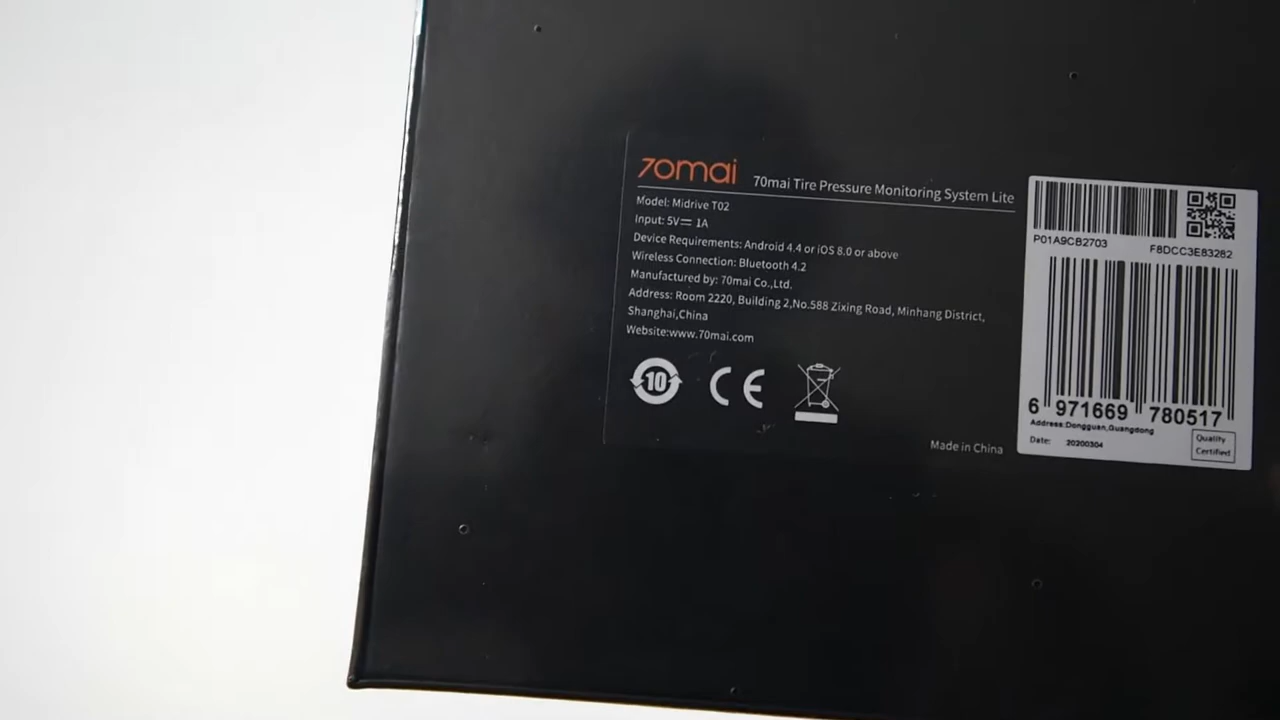 70mai
70mai Tire Pressure Monitoring System Lite
Model: Midrive T02
Input: 5V⎓ 1A
Device Requirements: Android 4.4 or iOS 8.0 or above
Wireless Connection: Bluetooth 4.2
Manufactured by: 70mai Co.,Ltd.
Address: Room 2220, Building 2,No.588 Zixing Road, Minhang District,
Shanghai,China
Website:www.70mai.com
10
CE
Made in China
P01A9CB2703
F8DCC3E83282
6 971669 780517
Address:Dongguan,Guangdong
Date: 20200304
Quality
Certified